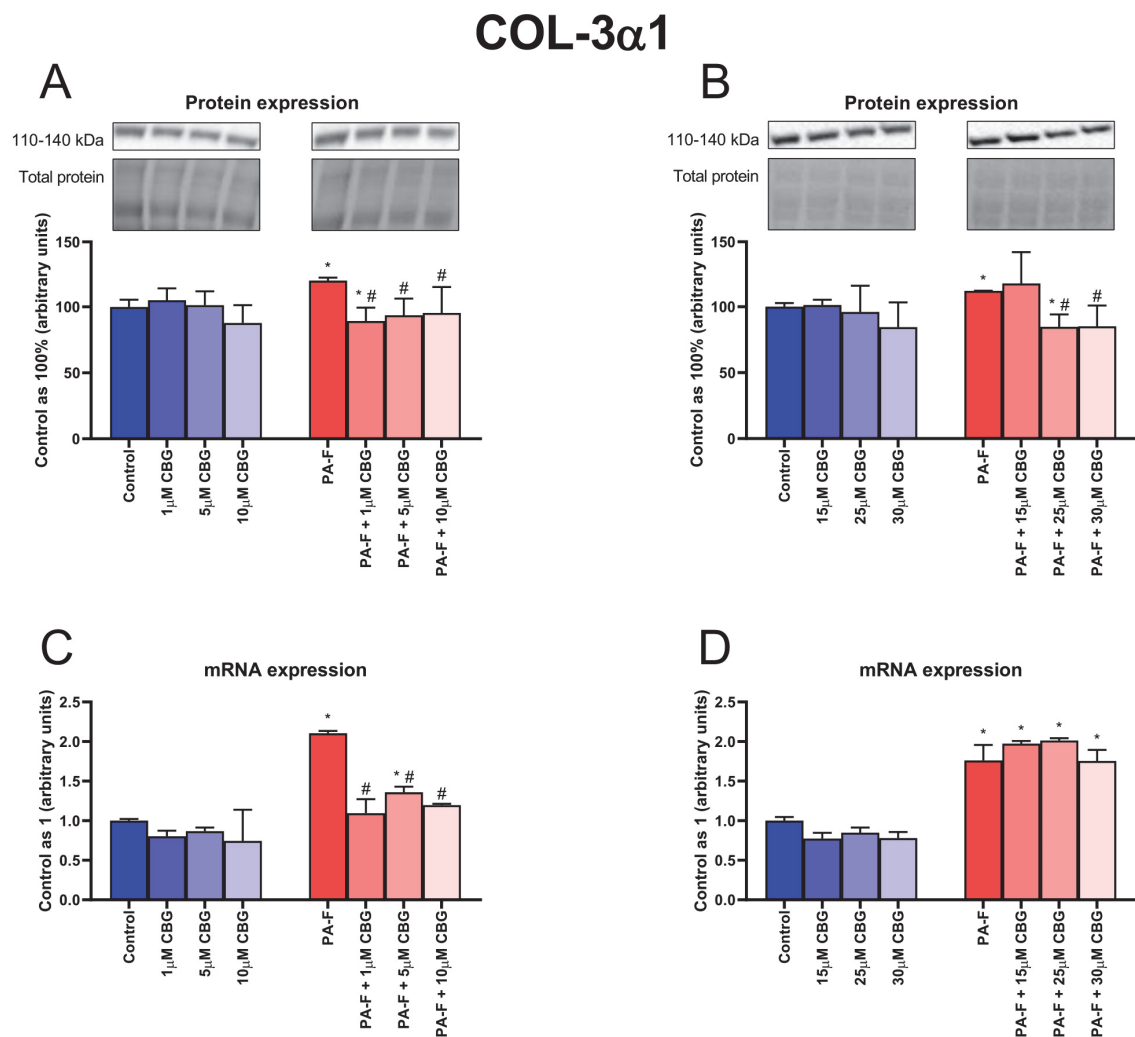 COL-3α1
A
Protein expression
110-140 kDa
Total protein
Control as 100% (arbitrary units)
150
100
50
0
*
* #
#
#
Control
1μM CBG
5μM CBG
10μM CBG
PA-F
PA-F + 1μM CBG
PA-F + 5μM CBG
PA-F + 10μM CBG
B
Protein expression
110-140 kDa
Total protein
Control as 100% (arbitrary units)
150
100
50
0
*
* #
#
Control
15μM CBG
25μM CBG
30μM CBG
PA-F
PA-F + 15μM CBG
PA-F + 25μM CBG
PA-F + 30μM CBG
C
mRNA expression
Control as 1 (arbitrary units)
2.5
2.0
1.5
1.0
0.5
0.0
*
#
* #
#
Control
1μM CBG
5μM CBG
10μM CBG
PA-F
PA-F + 1μM CBG
PA-F + 5μM CBG
PA-F + 10μM CBG
D
mRNA expression
Control as 1 (arbitrary units)
2.5
2.0
1.5
1.0
0.5
0.0
*
*
*
*
Control
15μM CBG
25μM CBG
30μM CBG
PA-F
PA-F + 15μM CBG
PA-F + 25μM CBG
PA-F + 30μM CBG